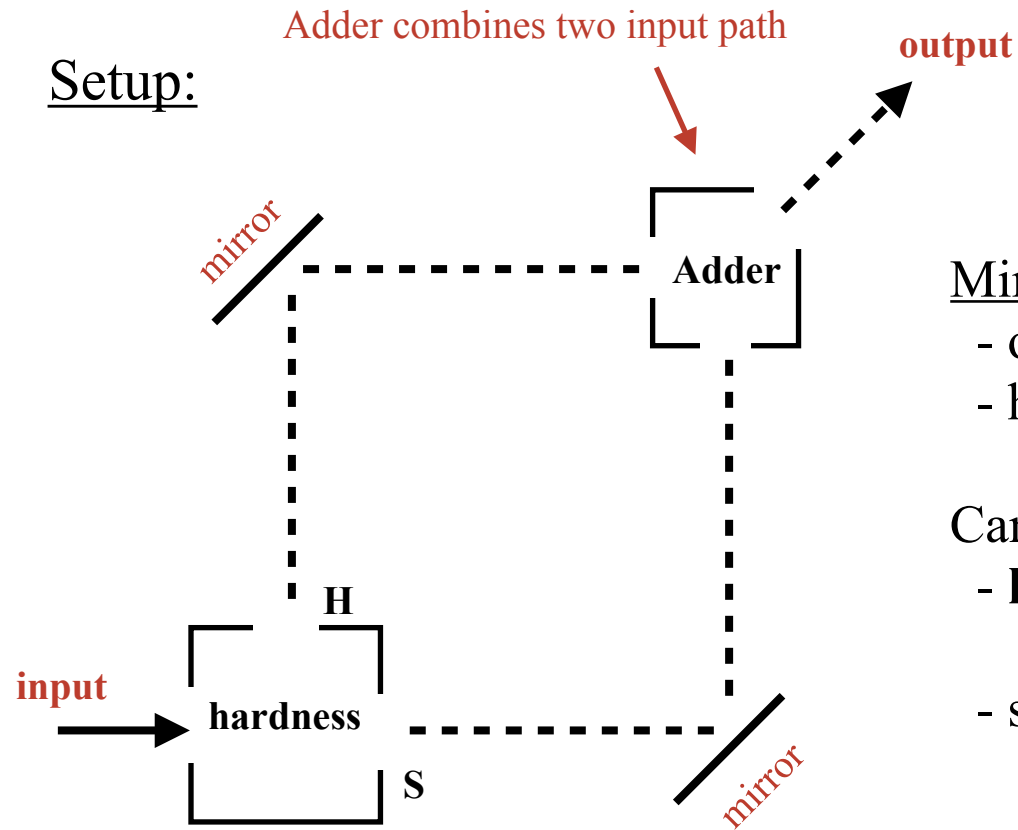 Adder combines two input path
output
Setup:
mirror
Adder
H
input
hardness
S
mirror